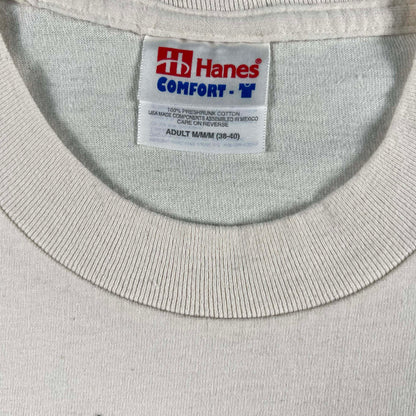 Hanes®
COMFORT-T
100% PRESHRUNK COTTON
USA MADE COMPONENTS ASSEMBLED IN MEXICO
CARE ON REVERSE
ADULT M/M/M (38-40)